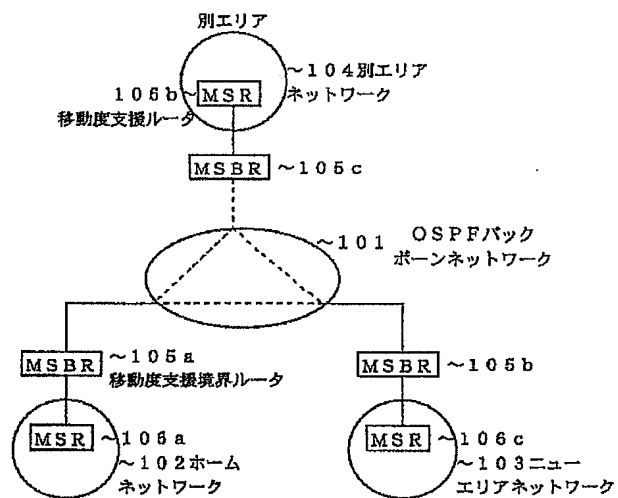 別エリア
～104別エリア
ネットワーク
106b～
MSR
移動度支援ルータ
MSBR
～105c
～101
OSPFバック
ボーンネットワーク
MSBR
～105a
移動度支援境界ルータ
MSBR
～105b
MSR
～106a
～102ホーム
ネットワーク
MSR
～106c
～103ニュー
エリアネットワーク